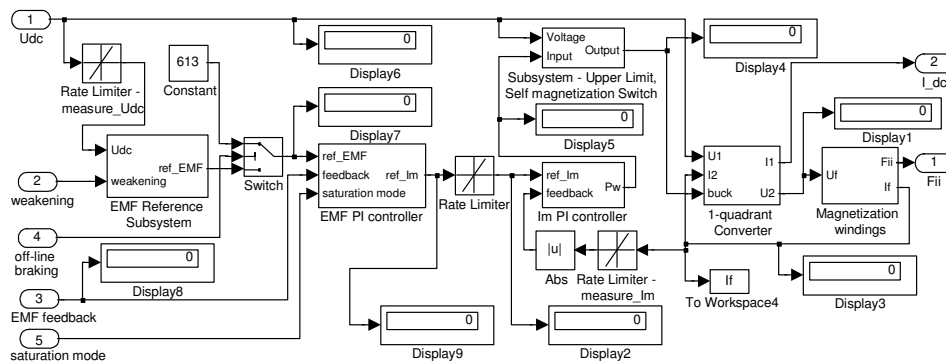 1
Udc
Rate Limiter -
measure_Udc
613
Constant
0
Display6
0
Display7
Voltage
Input
Output
Subsystem - Upper Limit,
Self magnetization Switch
0
Display5
0
Display4
2
I_dc
0
Display1
Udc
weakening
ref_EMF
EMF Reference
Subsystem
Switch
2
weakening
ref_EMF
feedback
saturation mode
ref_Im
EMF PI controller
Rate Limiter
ref_Im
feedback
Pw
Im PI controller
U1
I2
buck
I1
U2
1-quadrant
Converter
Uf
Fii
If
Magnetization
windings
1
Fii
4
off-line
braking
0
Display8
|u|
Abs
Rate Limiter -
measure_Im
If
To Workspace4
0
Display3
3
EMF feedback
5
saturation mode
0
Display9
0
Display2